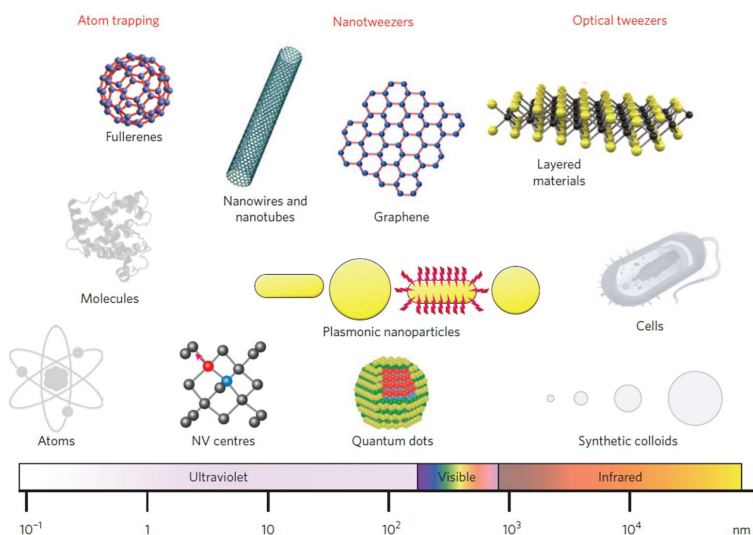 Atom trapping
Nanotweezers
Optical tweezers
Fullerenes
Nanowires and
nanotubes
Graphene
Layered
materials
Molecules
Plasmonic nanoparticles
Cells
Atoms
NV centres
Quantum dots
Synthetic colloids
Ultraviolet
Visible
Infrared
10⁻¹
1
10
10²
10³
10⁴
nm